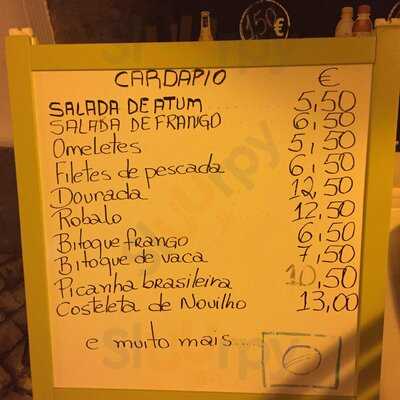 1,50€
CARDAPIO €
SALADA DE ATUM 5,50
SALADA DE FRANGO 6,50
Omeletes 5,50
Filetes de pescada 6,50
Dourada 12,50
Robalo 12,50
Bitoque frango 6,50
Bitoque de vaca 7,50
Picanha brasileira 10,50
Costeleta de Novilho 13,00
e muito mais...